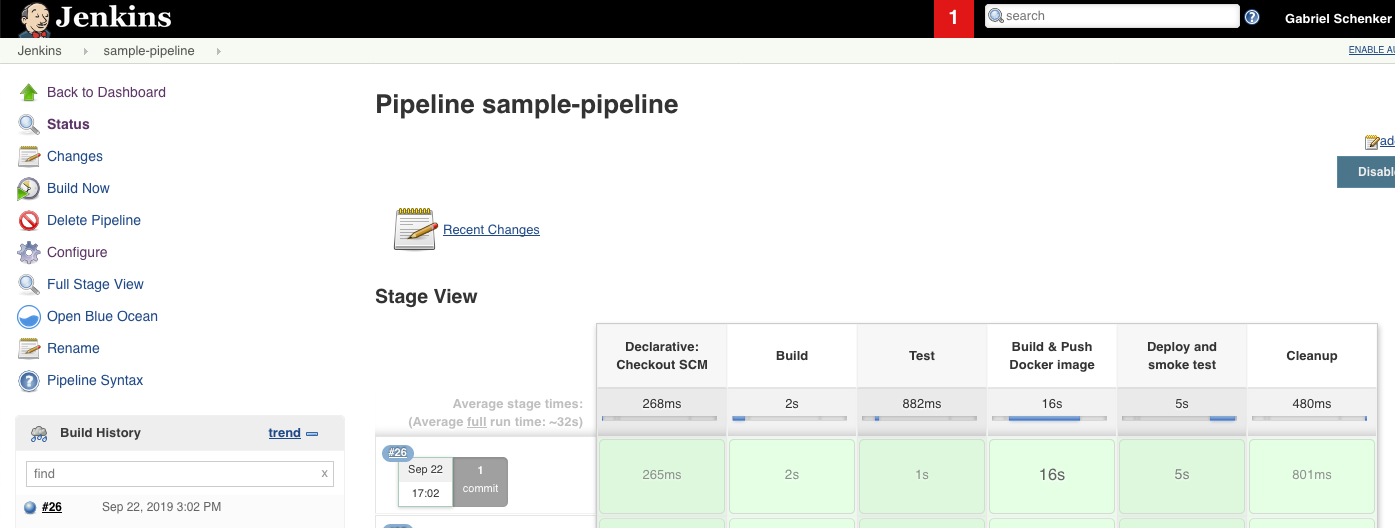 Jenkins
1
search
Gabriel Schenker
Jenkins
sample-pipeline
ENABLE AU
Back to Dashboard
Status
Changes
Build Now
Delete Pipeline
Configure
Full Stage View
Open Blue Ocean
Rename
Pipeline Syntax
Build History
trend
find
x
#26
Sep 22, 2019 3:02 PM
Pipeline sample-pipeline
ad
Disabl
Recent Changes
Stage View
Declarative:
Checkout SCM
Build
Test
Build & Push
Docker image
Deploy and
smoke test
Cleanup
Average stage times:
(Average full run time: ~32s)
268ms
2s
882ms
16s
5s
480ms
#26
Sep 22
17:02
1
commit
265ms
2s
1s
16s
5s
801ms